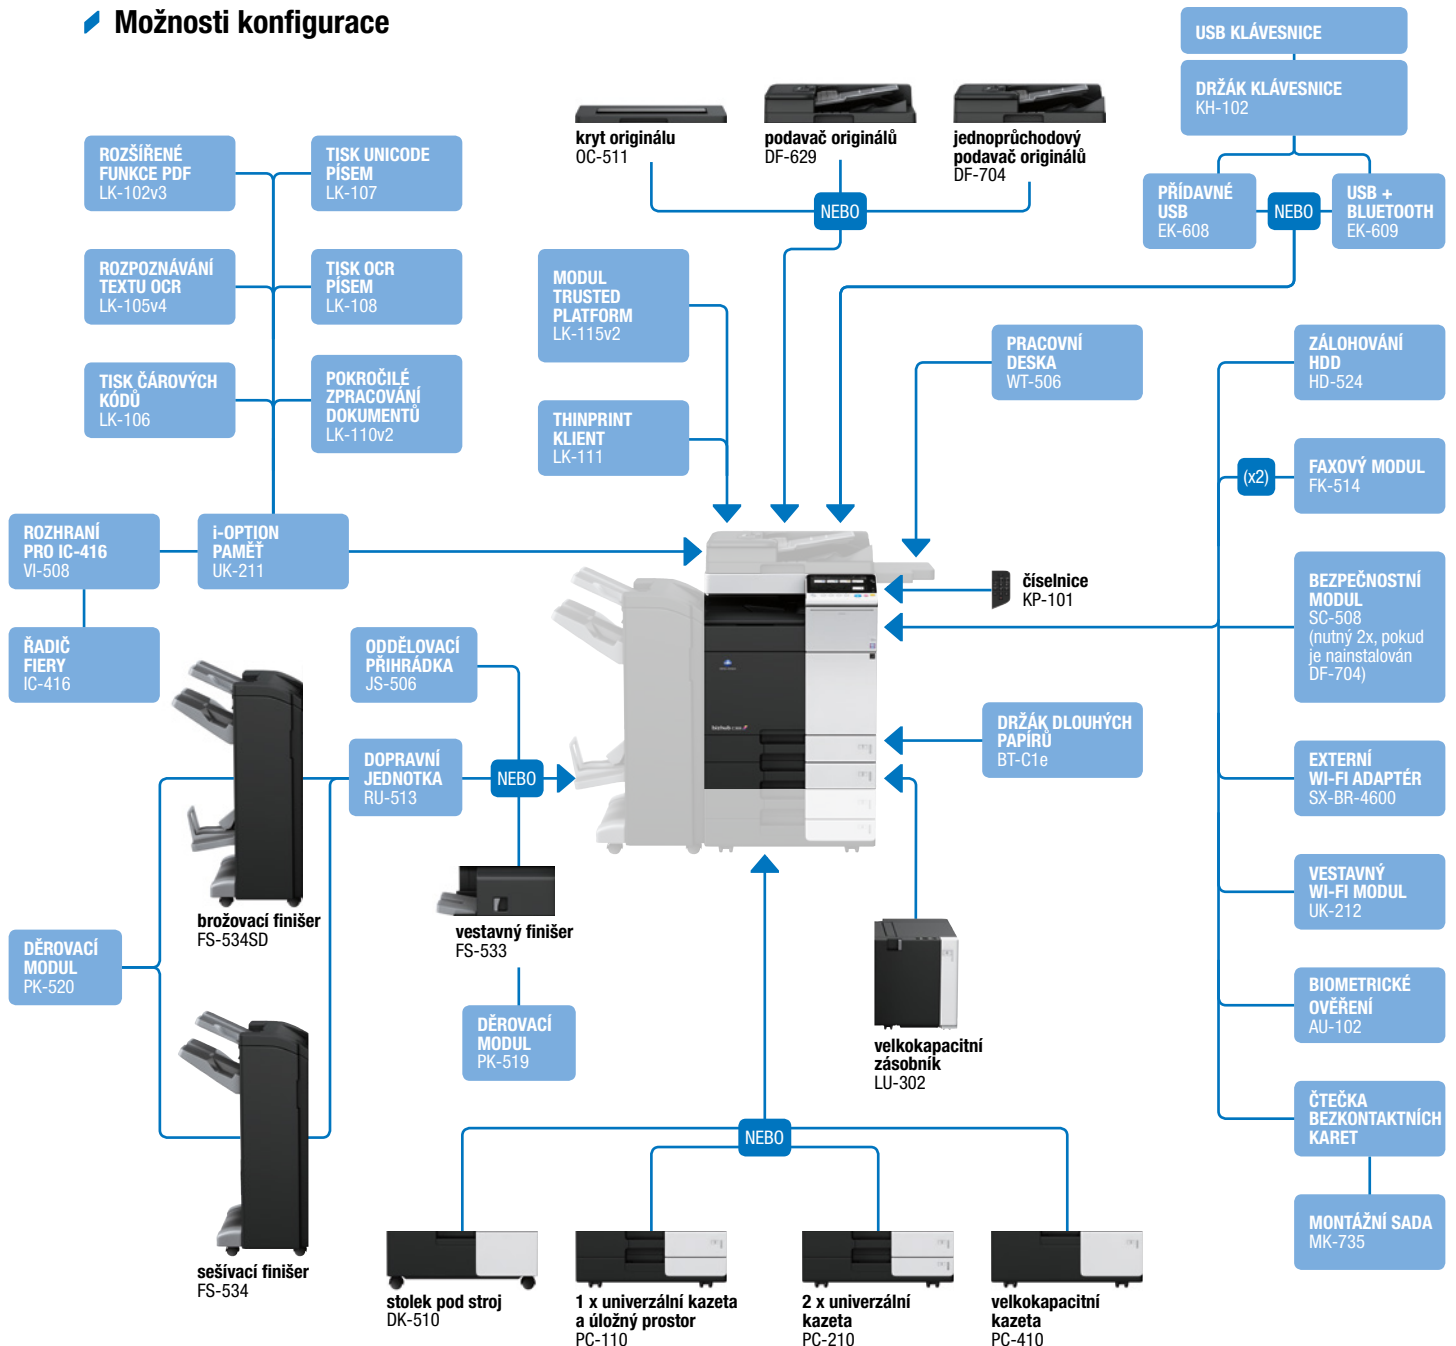 Možnosti konfigurace
USB KLÁVESNICE
DRŽÁK KLÁVESNICE
KH-102
PŘÍDAVNÉ
USB
EK-608
NEBO
USB +
BLUETOOTH
EK-609
kryt originálu
OC-511
podavač originálů
DF-629
jednoprůchodový
podavač originálů
DF-704
NEBO
ROZŠÍŘENÉ
FUNKCE PDF
LK-102v3
TISK UNICODE
PÍSEM
LK-107
ROZPOZNÁVÁNÍ
TEXTU OCR
LK-105v4
TISK OCR
PÍSEM
LK-108
TISK ČÁROVÝCH
KÓDŮ
LK-106
POKROČILÉ
ZPRACOVÁNÍ
DOKUMENTŮ
LK-110v2
MODUL
TRUSTED
PLATFORM
LK-115v2
THINPRINT
KLIENT
LK-111
PRACOVNÍ
DESKA
WT-506
ZÁLOHOVÁNÍ
HDD
HD-524
(x2)
FAXOVÝ MODUL
FK-514
ROZHRANÍ
PRO IC-416
VI-508
i-OPTION
PAMĚŤ
UK-211
ŘADIČ
FIERY
IC-416
číselnice
KP-101
BEZPEČNOSTNÍ
MODUL
SC-508
(nutný 2x, pokud
je nainstalován
DF-704)
ODDĚLOVACÍ
PŘIHRÁDKA
JS-506
DOPRAVNÍ
JEDNOTKA
RU-513
NEBO
DRŽÁK DLOUHÝCH
PAPÍRŮ
BT-C1e
EXTERNÍ
WI-FI ADAPTÉR
SX-BR-4600
VESTAVNÝ
WI-FI MODUL
UK-212
brožovací finišer
FS-534SD
vestavný finišer
FS-533
DĚROVACÍ
MODUL
PK-520
DĚROVACÍ
MODUL
PK-519
velkokapacitní
zásobník
LU-302
BIOMETRICKÉ
OVĚŘENÍ
AU-102
ČTEČKA
BEZKONTAKTNÍCH
KARET
MONTÁŽNÍ SADA
MK-735
NEBO
sešívací finišer
FS-534
stolek pod stroj
DK-510
1 x univerzální kazeta
a úložný prostor
PC-110
2 x univerzální
kazeta
PC-210
velkokapacitní
kazeta
PC-410